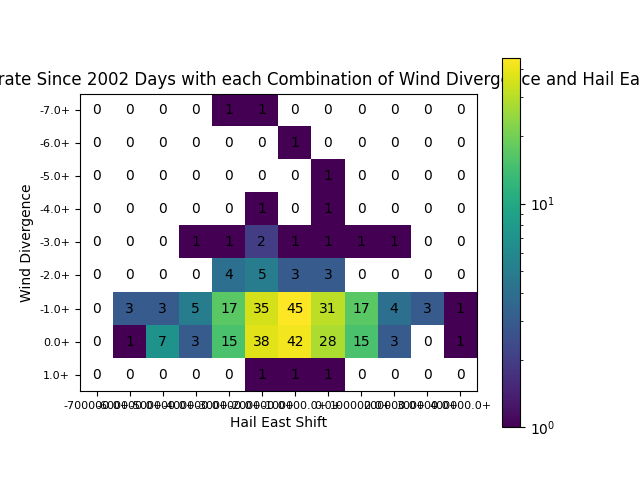 rate Since 2002 Days with each Combination of Wind Divergence and Hail Ea
-7.0+ 0 0 0 0 1 1 0 0 0 0 0 0
-6.0+ 0 0 0 0 0 0 1 0 0 0 0 0
-5.0+ 0 0 0 0 0 0 0 1 0 0 0 0
-4.0+ 0 0 0 0 0 1 0 1 0 0 0 0
-3.0+ 0 0 0 1 1 2 1 1 1 1 0 0
-2.0+ 0 0 0 0 4 5 3 3 0 0 0 0
-1.0+ 0 3 3 5 17 35 45 31 17 4 3 1
0.0+ 0 1 7 3 15 38 42 28 15 3 0 1
1.0+ 0 0 0 0 0 1 1 1 0 0 0 0
Wind Divergence
Hail East Shift
10¹
10⁰